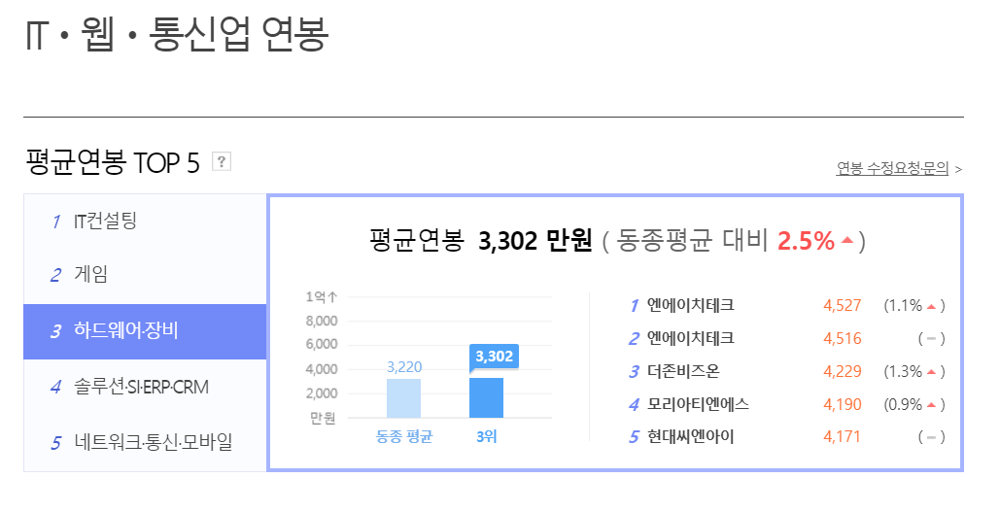 IT • 웹 • 통신업 연봉
평균연봉 TOP 5 ?
연봉 수정요청·문의 >
1 IT컨설팅
2 게임
3 하드웨어·장비
4 솔루션·SI·ERP·CRM
5 네트워크·통신·모바일
평균연봉 3,302 만원 ( 동종평균 대비 2.5% ▲ )
1억↑
8,000
6,000
4,000
2,000
만원
3,220
3,302
동종 평균
3위
1 엔에이치테크 4,527 (1.1% ▲ )
2 엔에이치테크 4,516 ( − )
3 더존비즈온 4,229 (1.3% ▲ )
4 모리아티엔에스 4,190 (0.9% ▲ )
5 현대씨엔아이 4,171 ( − )